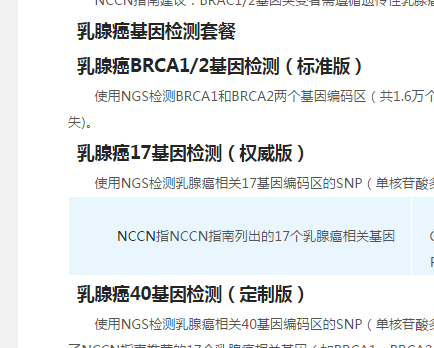 NCCN指南建议：BRAC1/2基因突变者需遵循遗传性乳腺
乳腺癌基因检测套餐
乳腺癌BRCA1/2基因检测（标准版）
使用NGS检测BRCA1和BRCA2两个基因编码区（共1.6万个
失)。
乳腺癌17基因检测（权威版）
使用NGS检测乳腺癌相关17基因编码区的SNP（单核苷酸多
NCCN指NCCN指南列出的17个乳腺癌相关基因
乳腺癌40基因检测（定制版）
使用NGS检测乳腺癌相关40基因编码区的SNP（单核苷酸多
了NCCN指南推荐的17个乳腺癌相关基因（如BRCA1、BRCA2